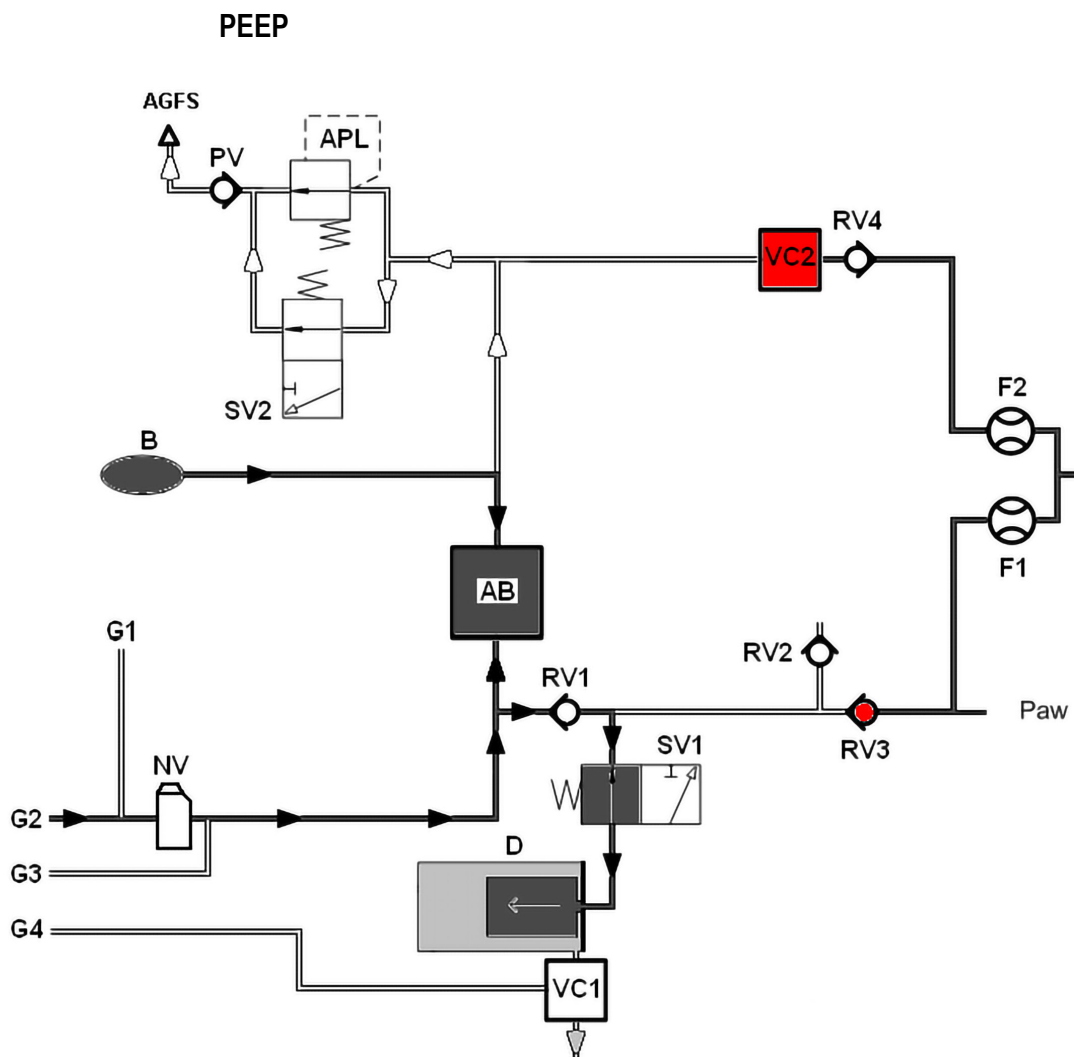 PEEP
AGFS
APL
PV
RV4
VC2
SV2
F2
B
F1
AB
G1
RV1
RV2
Paw
SV1
RV3
NV
G2
D
G3
G4
VC1